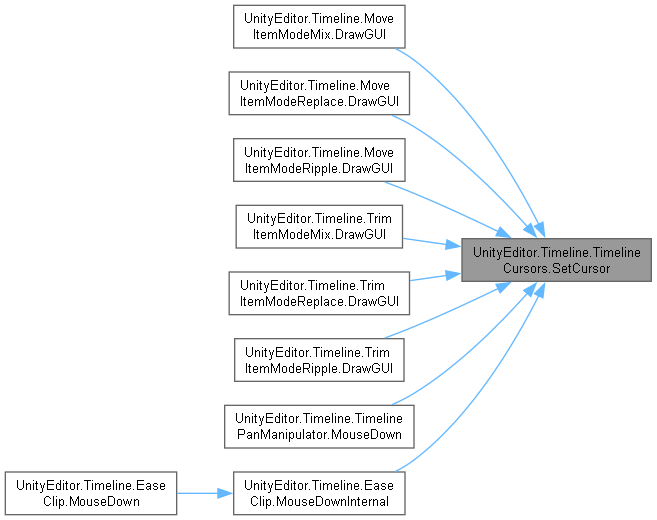 UnityEditor.Timeline.Move
ItemModeMix.DrawGUI
UnityEditor.Timeline.Move
ItemModeReplace.DrawGUI
UnityEditor.Timeline.Move
ItemModeRipple.DrawGUI
UnityEditor.Timeline.Trim
ItemModeMix.DrawGUI
UnityEditor.Timeline.Timeline
Cursors.SetCursor
UnityEditor.Timeline.Trim
ItemModeReplace.DrawGUI
UnityEditor.Timeline.Trim
ItemModeRipple.DrawGUI
UnityEditor.Timeline.Timeline
PanManipulator.MouseDown
UnityEditor.Timeline.Ease
Clip.MouseDown
UnityEditor.Timeline.Ease
Clip.MouseDownInternal